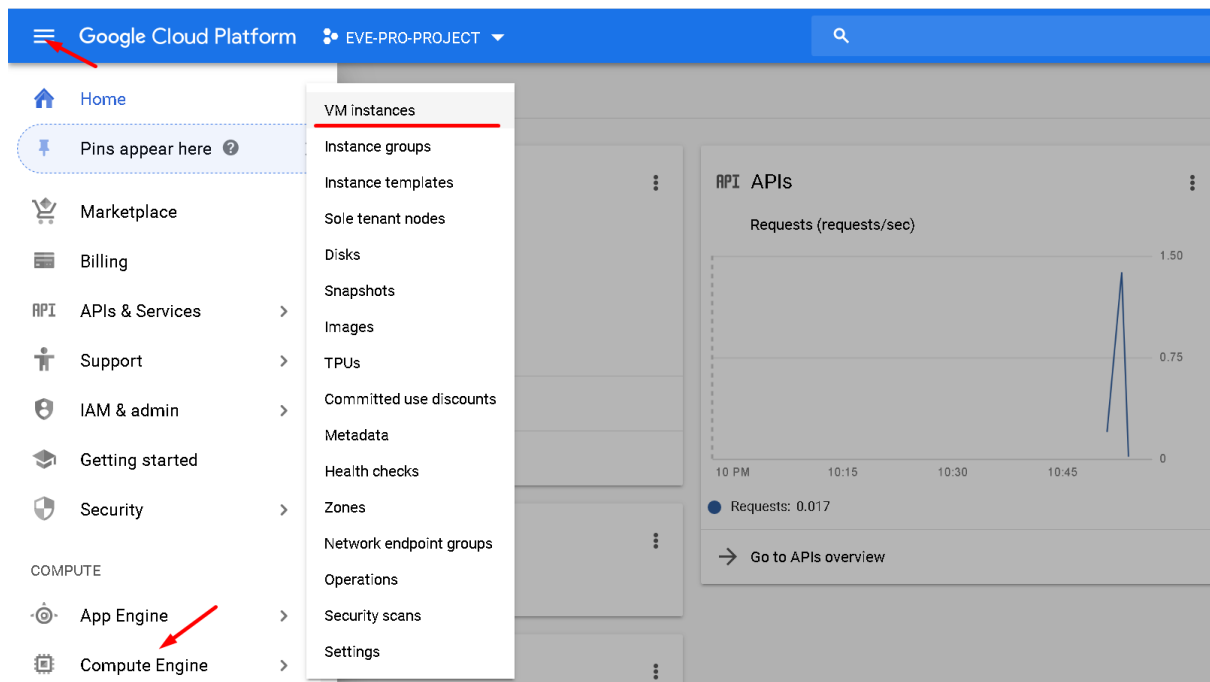 Google Cloud Platform
EVE-PRO-PROJECT
Home
Pins appear here ?
Marketplace
Billing
API APIs & Services
Support
IAM & admin
Getting started
Security
COMPUTE
App Engine
Compute Engine
VM instances
Instance groups
Instance templates
Sole tenant nodes
Disks
Snapshots
Images
TPUs
Committed use discounts
Metadata
Health checks
Zones
Network endpoint groups
Operations
Security scans
Settings
API APIs
Requests (requests/sec)
1.50
0.75
0
10 PM 10:15 10:30 10:45
Requests: 0.017
Go to APIs overview